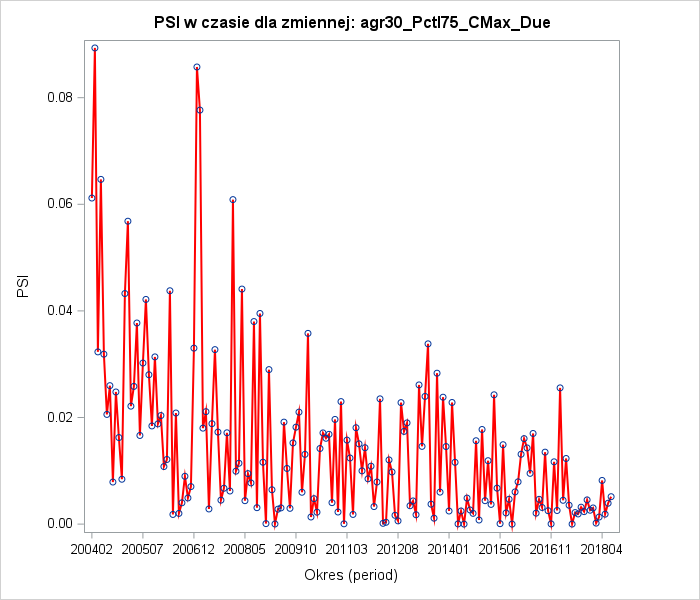 PSI w czasie dla zmiennej: agr30_Pctl75_CMax_Due
0.08
0.06
0.04
0.02
0.00
PSI
200402 200507 200612 200805 200910 201103 201208 201401 201506 201611 201804
Okres (period)